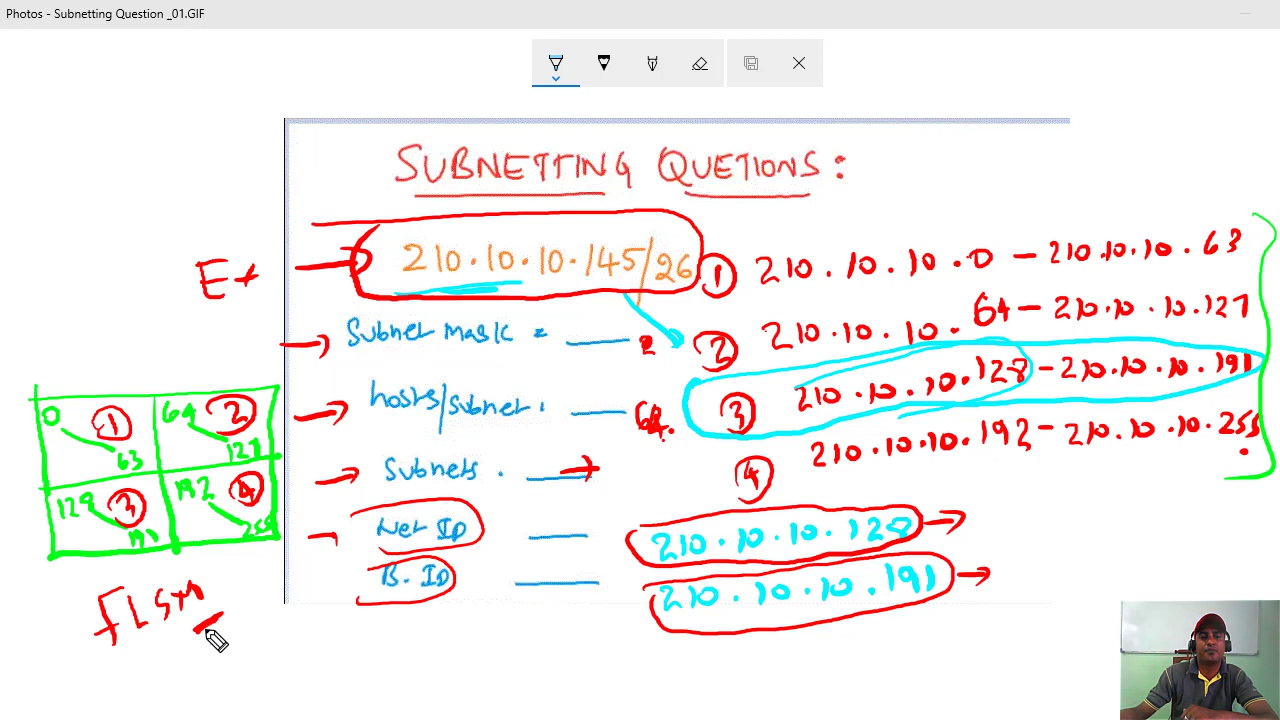 Photos - Subnetting Question _01.GIF
SUBNETTING QUETIONS:
Ex
210.10.10.145/26
① 210.10.10.0 - 210.10.10.63
Subnet mask =
② 210.10.10.64 - 210.10.10.127
hosts/subnet.
64.
③ 210.10.10.128 - 210.10.10.191
Subnets.
④ 210.10.10.192 - 210.10.10.255
Net ID
210.10.10.128
B. ID
210.10.10.191
0 ① 63
64 ② 127
③ 191
192 ④ 255
FLSM